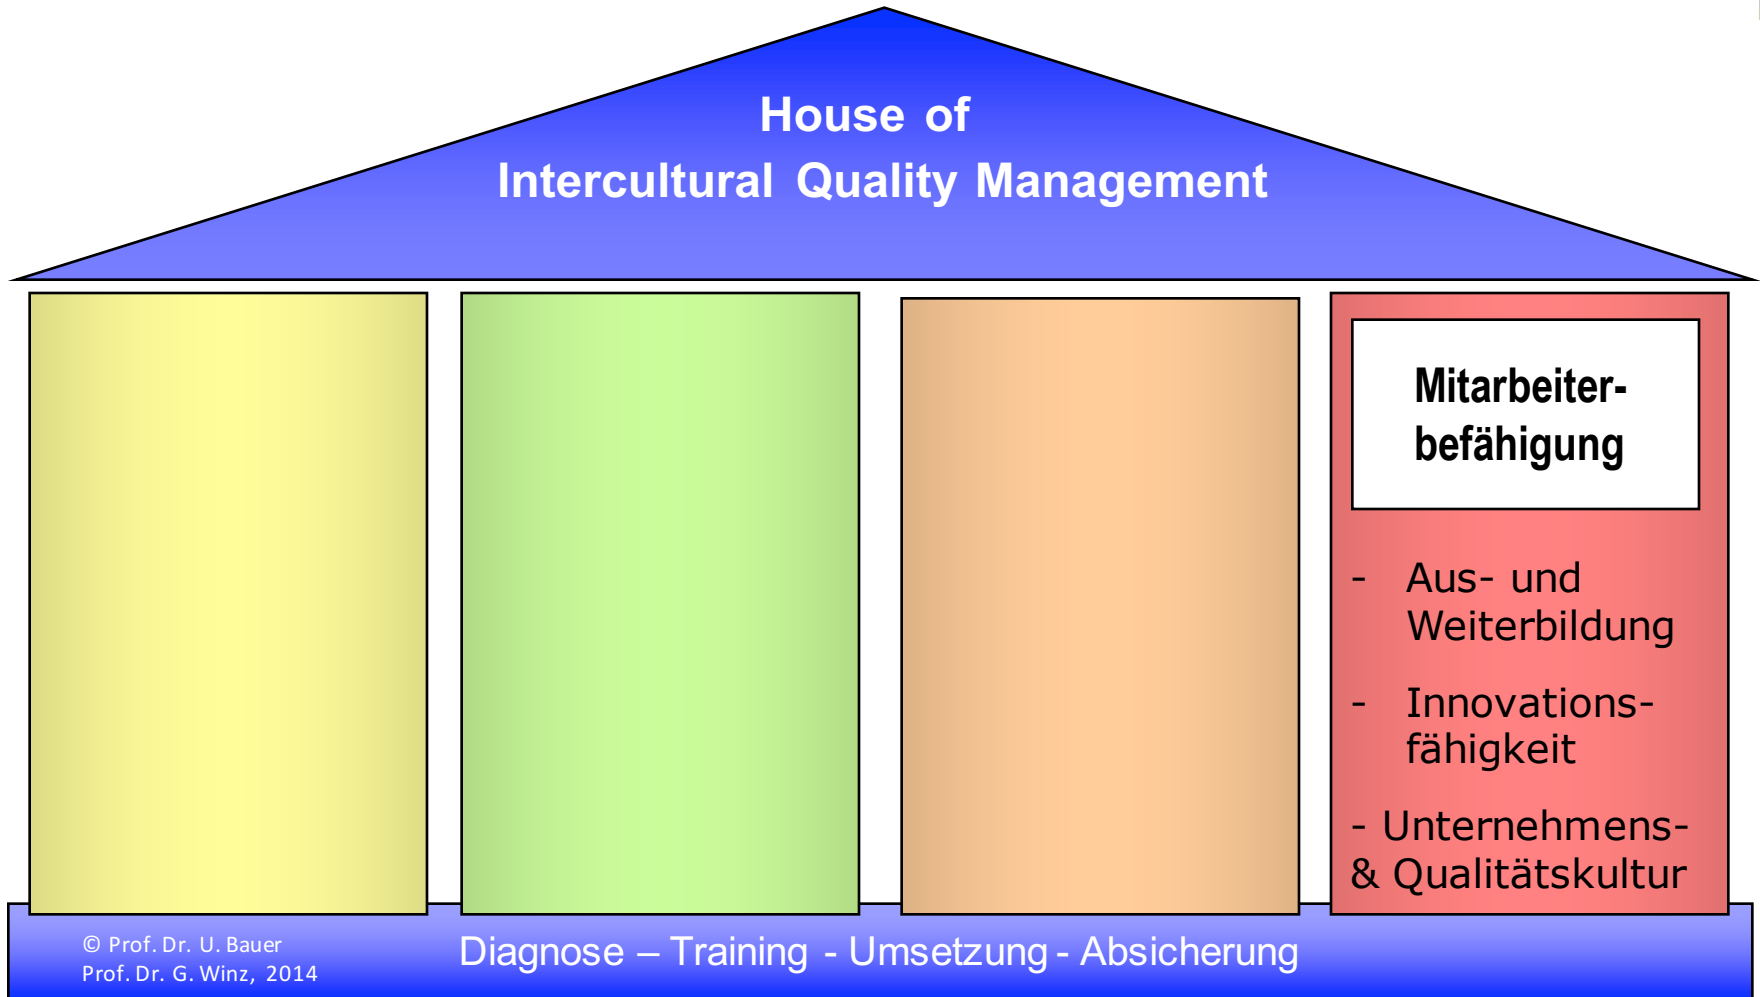 House of
Intercultural Quality Management
Mitarbeiter-
befähigung
- Aus- und
Weiterbildung
- Innovations-
fähigkeit
- Unternehmens-
& Qualitätskultur
© Prof. Dr. U. Bauer
Prof. Dr. G. Winz, 2014
Diagnose – Training - Umsetzung - Absicherung